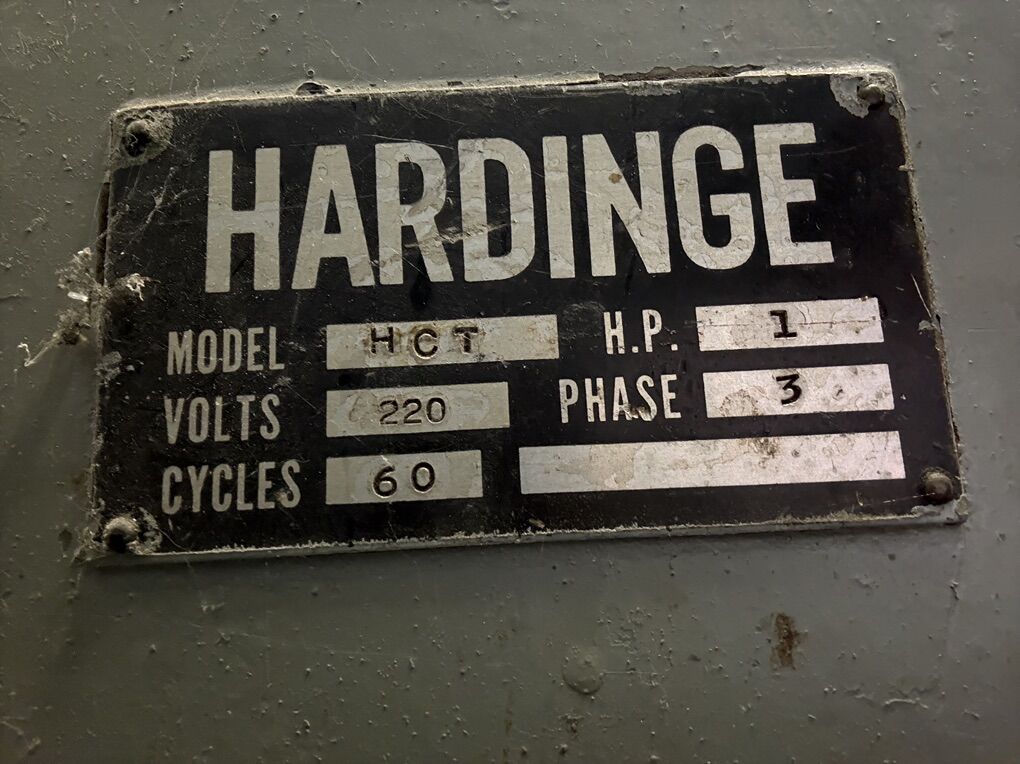 HARDINGE
MODEL HCT H.P. 1
VOLTS 220 PHASE 3
CYCLES 60